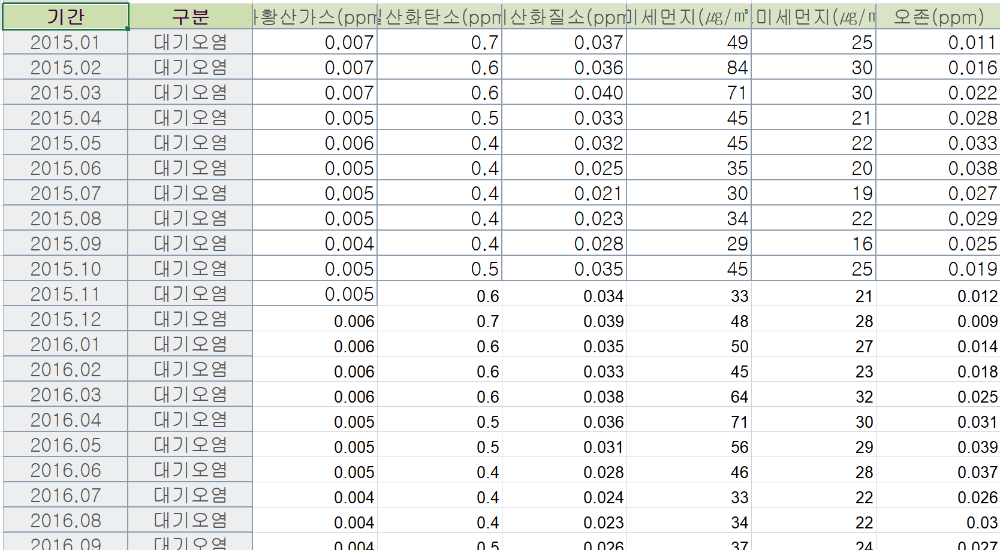 기간 구분 황산가스(ppm 산화탄소(ppm 산화질소(ppm 미세먼지(㎍/㎥ 미세먼지(㎍/㎥ 오존(ppm)
2015.01 대기오염 0.007 0.7 0.037 49 25 0.011
2015.02 대기오염 0.007 0.6 0.036 84 30 0.016
2015.03 대기오염 0.007 0.6 0.040 71 30 0.022
2015.04 대기오염 0.005 0.5 0.033 45 21 0.028
2015.05 대기오염 0.006 0.4 0.032 45 22 0.033
2015.06 대기오염 0.005 0.4 0.025 35 20 0.038
2015.07 대기오염 0.005 0.4 0.021 30 19 0.027
2015.08 대기오염 0.005 0.4 0.023 34 22 0.029
2015.09 대기오염 0.004 0.4 0.028 29 16 0.025
2015.10 대기오염 0.005 0.5 0.035 45 25 0.019
2015.11 대기오염 0.005 0.6 0.034 33 21 0.012
2015.12 대기오염 0.006 0.7 0.039 48 28 0.009
2016.01 대기오염 0.006 0.6 0.035 50 27 0.014
2016.02 대기오염 0.006 0.6 0.033 45 23 0.018
2016.03 대기오염 0.006 0.6 0.038 64 32 0.025
2016.04 대기오염 0.005 0.5 0.036 71 30 0.031
2016.05 대기오염 0.005 0.5 0.031 56 29 0.039
2016.06 대기오염 0.005 0.4 0.028 46 28 0.037
2016.07 대기오염 0.004 0.4 0.024 33 22 0.026
2016.08 대기오염 0.004 0.4 0.023 34 22 0.03
2016.09 대기오염 0.004 0.5 0.026 37 24 0.027